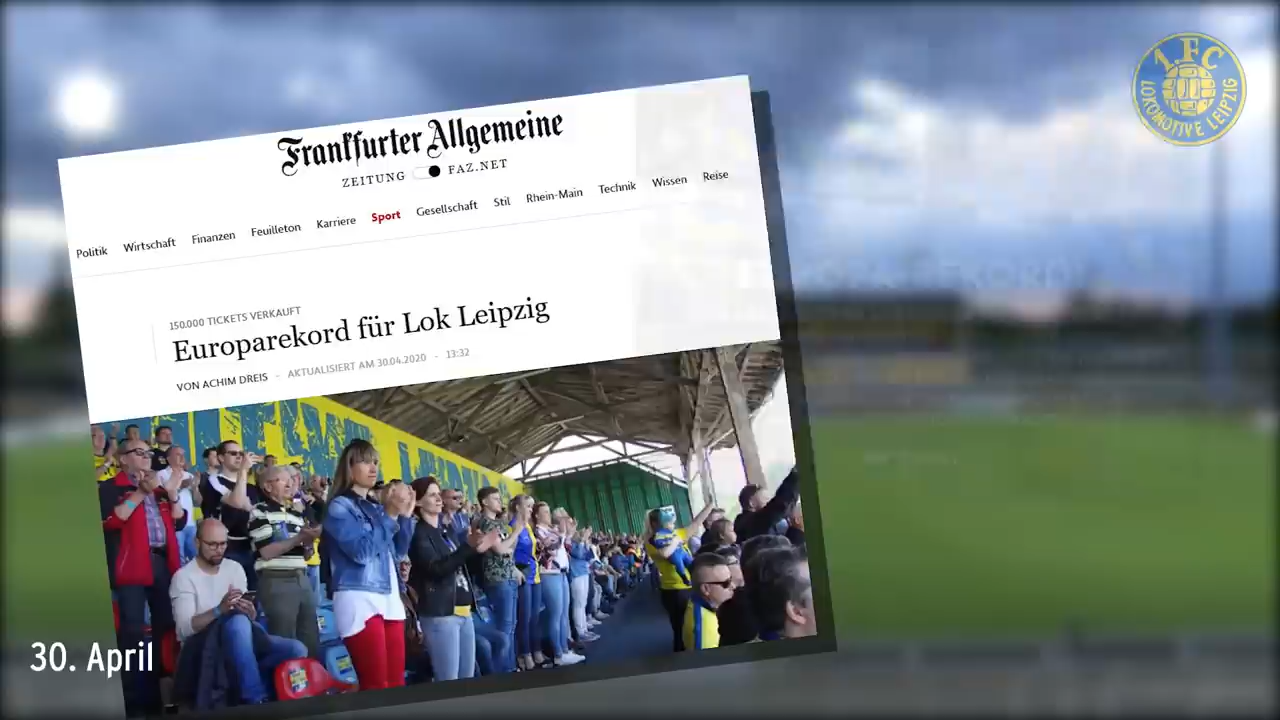 1.FC
LOKOMOTIVE LEIPZIG
Frankfurter Allgemeine
ZEITUNG FAZ.NET
Politik Wirtschaft Finanzen Feuilleton Karriere Sport Gesellschaft Stil Rhein-Main Technik Wissen Reise
150.000 TICKETS VERKAUFT
Europarekord für Lok Leipzig
VON ACHIM DREIS - AKTUALISIERT AM 30.04.2020 - 13:32
30. April